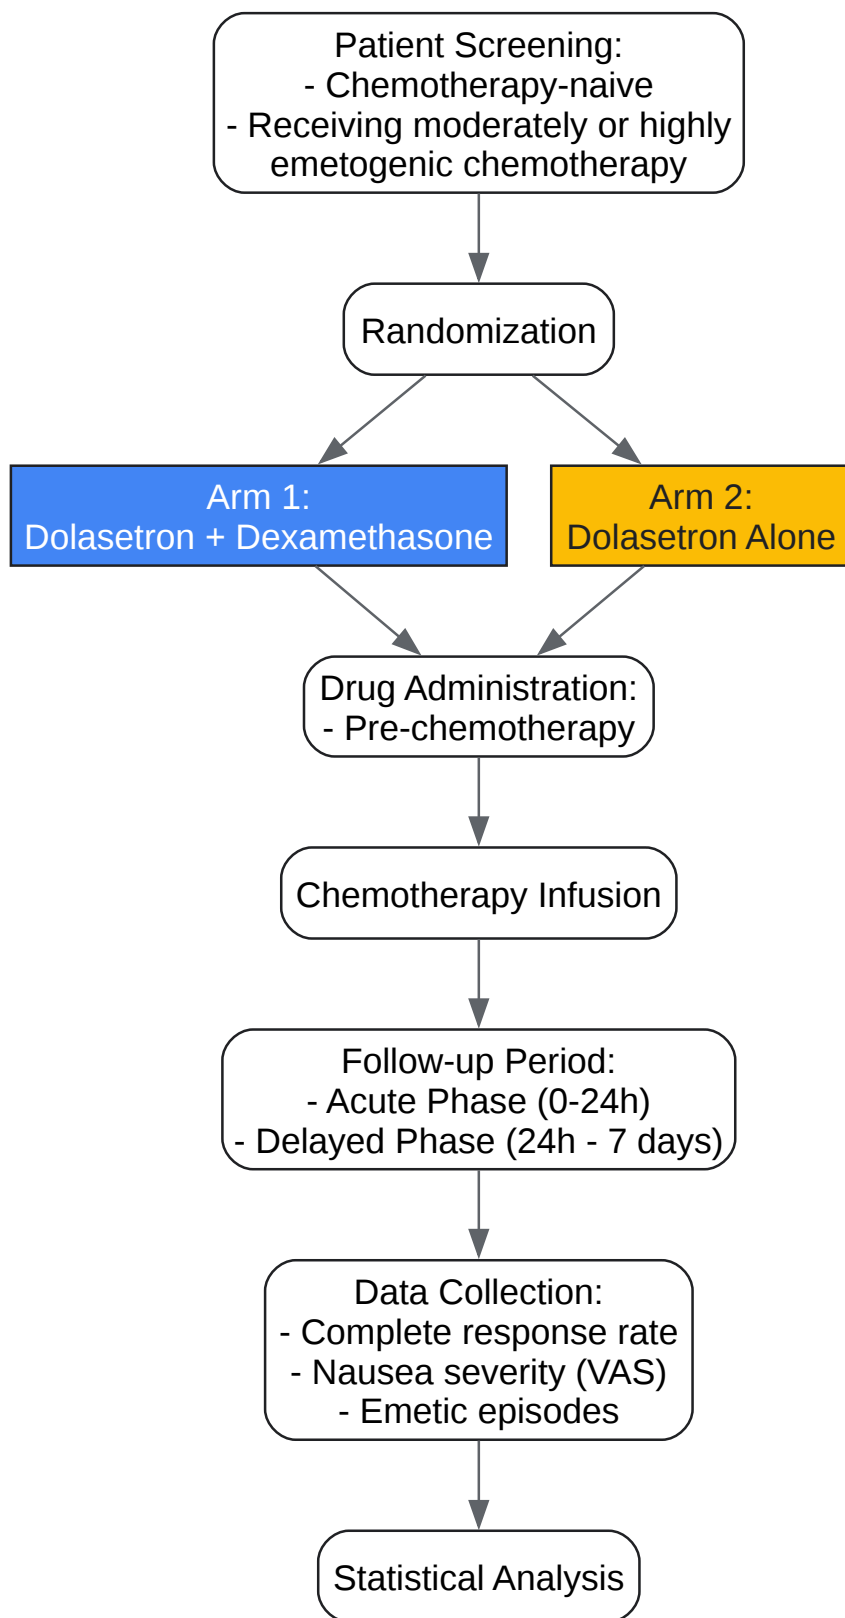 Patient Screening:
- Chemotherapy-naive
- Receiving moderately or highly
emetogenic chemotherapy
Randomization
Arm 1:
Dolasetron + Dexamethasone
Arm 2:
Dolasetron Alone
Drug Administration:
- Pre-chemotherapy
Chemotherapy Infusion
Follow-up Period:
- Acute Phase (0-24h)
- Delayed Phase (24h - 7 days)
Data Collection:
- Complete response rate
- Nausea severity (VAS)
- Emetic episodes
Statistical Analysis